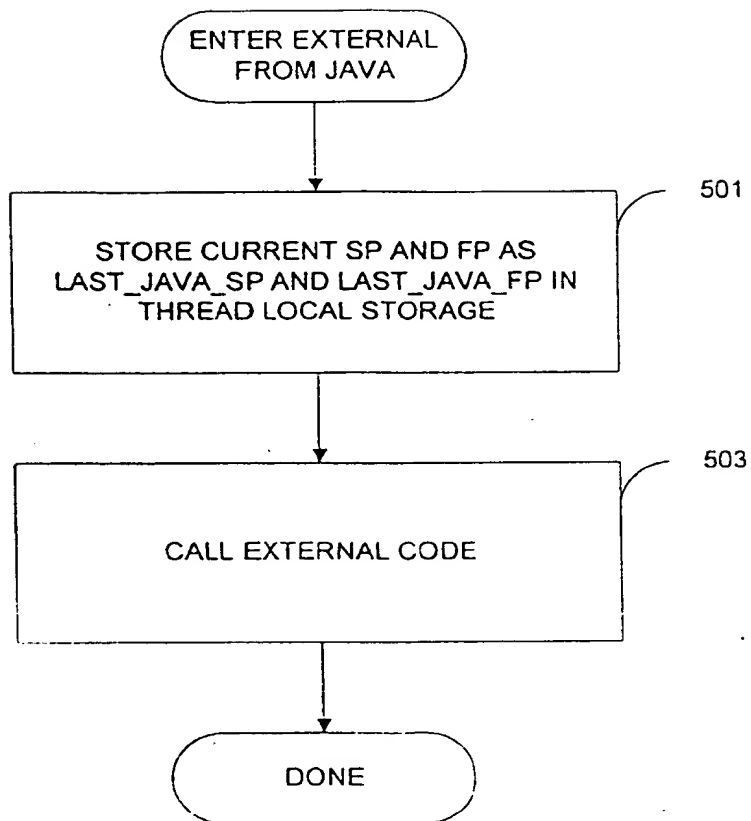 ENTER EXTERNAL
FROM JAVA
501
STORE CURRENT SP AND FP AS
LAST_JAVA_SP AND LAST_JAVA_FP IN
THREAD LOCAL STORAGE
503
CALL EXTERNAL CODE
DONE